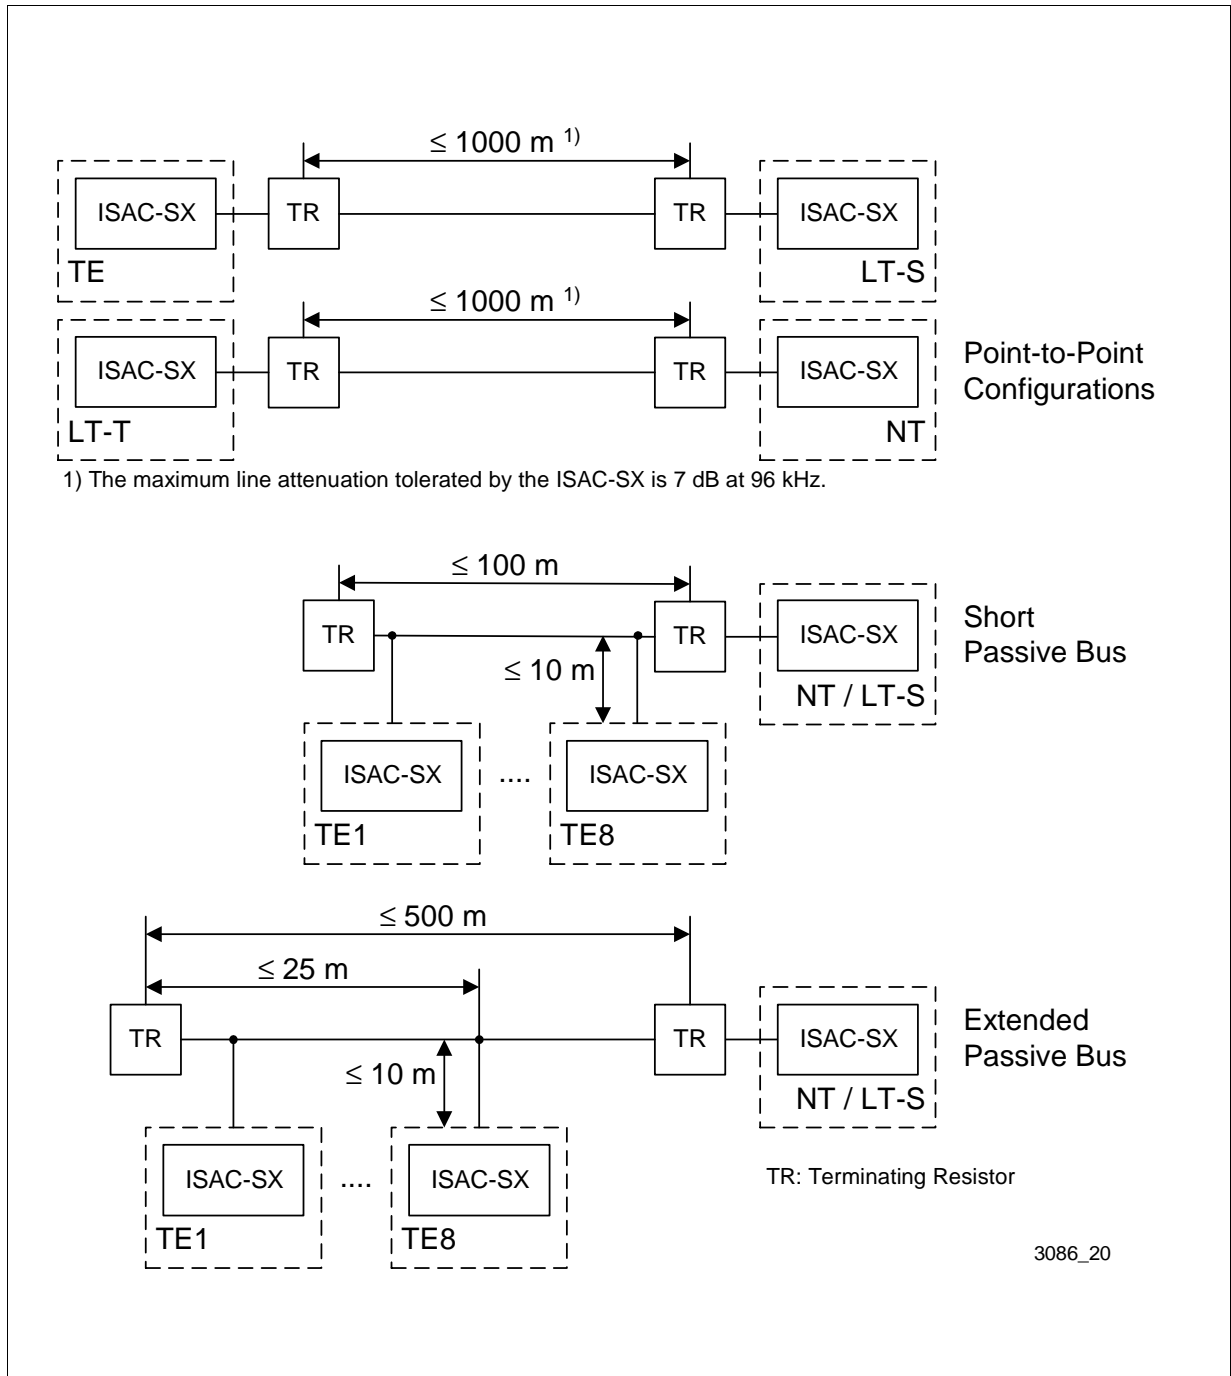 ≤ 1000 m 1)
ISAC-SX TR TR ISAC-SX
TE LT-S
≤ 1000 m 1)
ISAC-SX TR TR ISAC-SX
LT-T NT
Point-to-Point
Configurations
1) The maximum line attenuation tolerated by the ISAC-SX is 7 dB at 96 kHz.
≤ 100 m
TR TR ISAC-SX
≤ 10 m
NT / LT-S
Short
Passive Bus
ISAC-SX .... ISAC-SX
TE1 TE8
≤ 500 m
≤ 25 m
TR TR ISAC-SX
≤ 10 m
NT / LT-S
Extended
Passive Bus
ISAC-SX .... ISAC-SX
TE1 TE8
TR: Terminating Resistor
3086_20